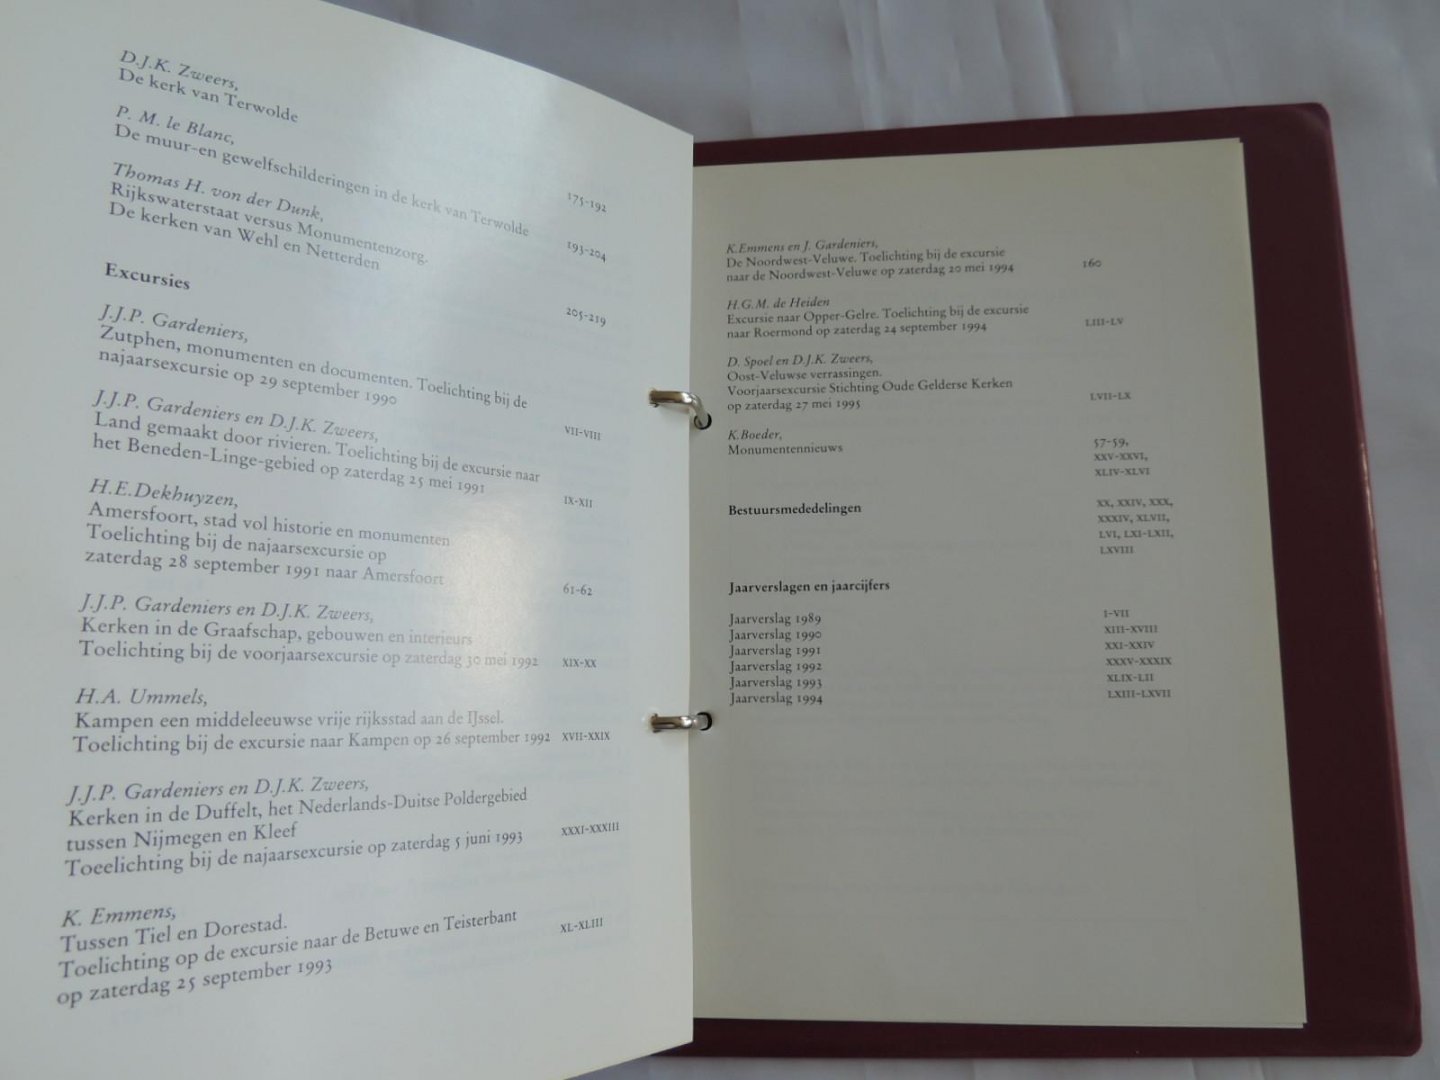 D.J.K. Zweers,
De kerk van Terwolde 175-192
P. M. le Blanc,
De muur-en gewelfschilderingen in de kerk van Terwolde 193-204
Thomas H. von der Dunk,
Rijkswaterstaat versus Monumentenzorg.
De kerken van Wehl en Netterden 205-219
Excursies
J.J.P. Gardeniers,
Zutphen, monumenten en documenten. Toelichting bij de
najaarsexcursie op 29 september 1990 VII-VIII
J.J.P. Gardeniers en D.J.K. Zweers,
Land gemaakt door rivieren. Toelichting bij de excursie naar
het Beneden-Linge-gebied op zaterdag 25 mei 1991 IX-XII
H.E.Dekhuyzen,
Amersfoort, stad vol historie en monumenten
Toelichting bij de najaarsexcursie op
zaterdag 28 september 1991 naar Amersfoort 61-62
J.J.P. Gardeniers en D.J.K. Zweers,
Kerken in de Graafschap, gebouwen en interieurs
Toelichting bij de voorjaarsexcursie op zaterdag 30 mei 1992 XIX-XX
H.A. Ummels,
Kampen een middeleeuwse vrije rijksstad aan de IJssel.
Toelichting bij de excursie naar Kampen op 26 september 1992 XVII-XXIX
J.J.P. Gardeniers en D.J.K. Zweers,
Kerken in de Duffelt, het Nederlands-Duitse Poldergebied
tussen Nijmegen en Kleef
Toeelichting bij de najaarsexcursie op zaterdag 5 juni 1993 XXXI-XXXIII
K. Emmens,
Tussen Tiel en Dorestad.
Toelichting op de excursie naar de Betuwe en Teisterbant
op zaterdag 25 september 1993 XL-XLIII
K.Emmens en J. Gardeniers,
De Noordwest-Veluwe. Toelichting bij de excursie
naar de Noordwest-Veluwe op zaterdag 20 mei 1994 160
H.G.M. de Heiden
Excursie naar Opper-Gelre. Toelichting bij de excursie
naar Roermond op zaterdag 24 september 1994 LIII-LV
D. Spoel en D.J.K. Zweers,
Oost-Veluwse verrassingen.
Voorjaarsexcursie Stichting Oude Gelderse Kerken
op zaterdag 27 mei 1995 LVII-LX
K.Boeder,
Monumentennieuws 57-59,
XXV-XXVI,
XLIV-XLVI
Bestuursmededelingen XX, XXIV, XXX,
XXXIV, XLVII,
LVI, LXI-LXII,
LXVIII
Jaarverslagen en jaarcijfers
Jaarverslag 1989 I-VII
Jaarverslag 1990 XIII-XVIII
Jaarverslag 1991 XXI-XXIV
Jaarverslag 1992 XXXV-XXXIX
Jaarverslag 1993 XLIX-LII
Jaarverslag 1994 LXIII-LXVII